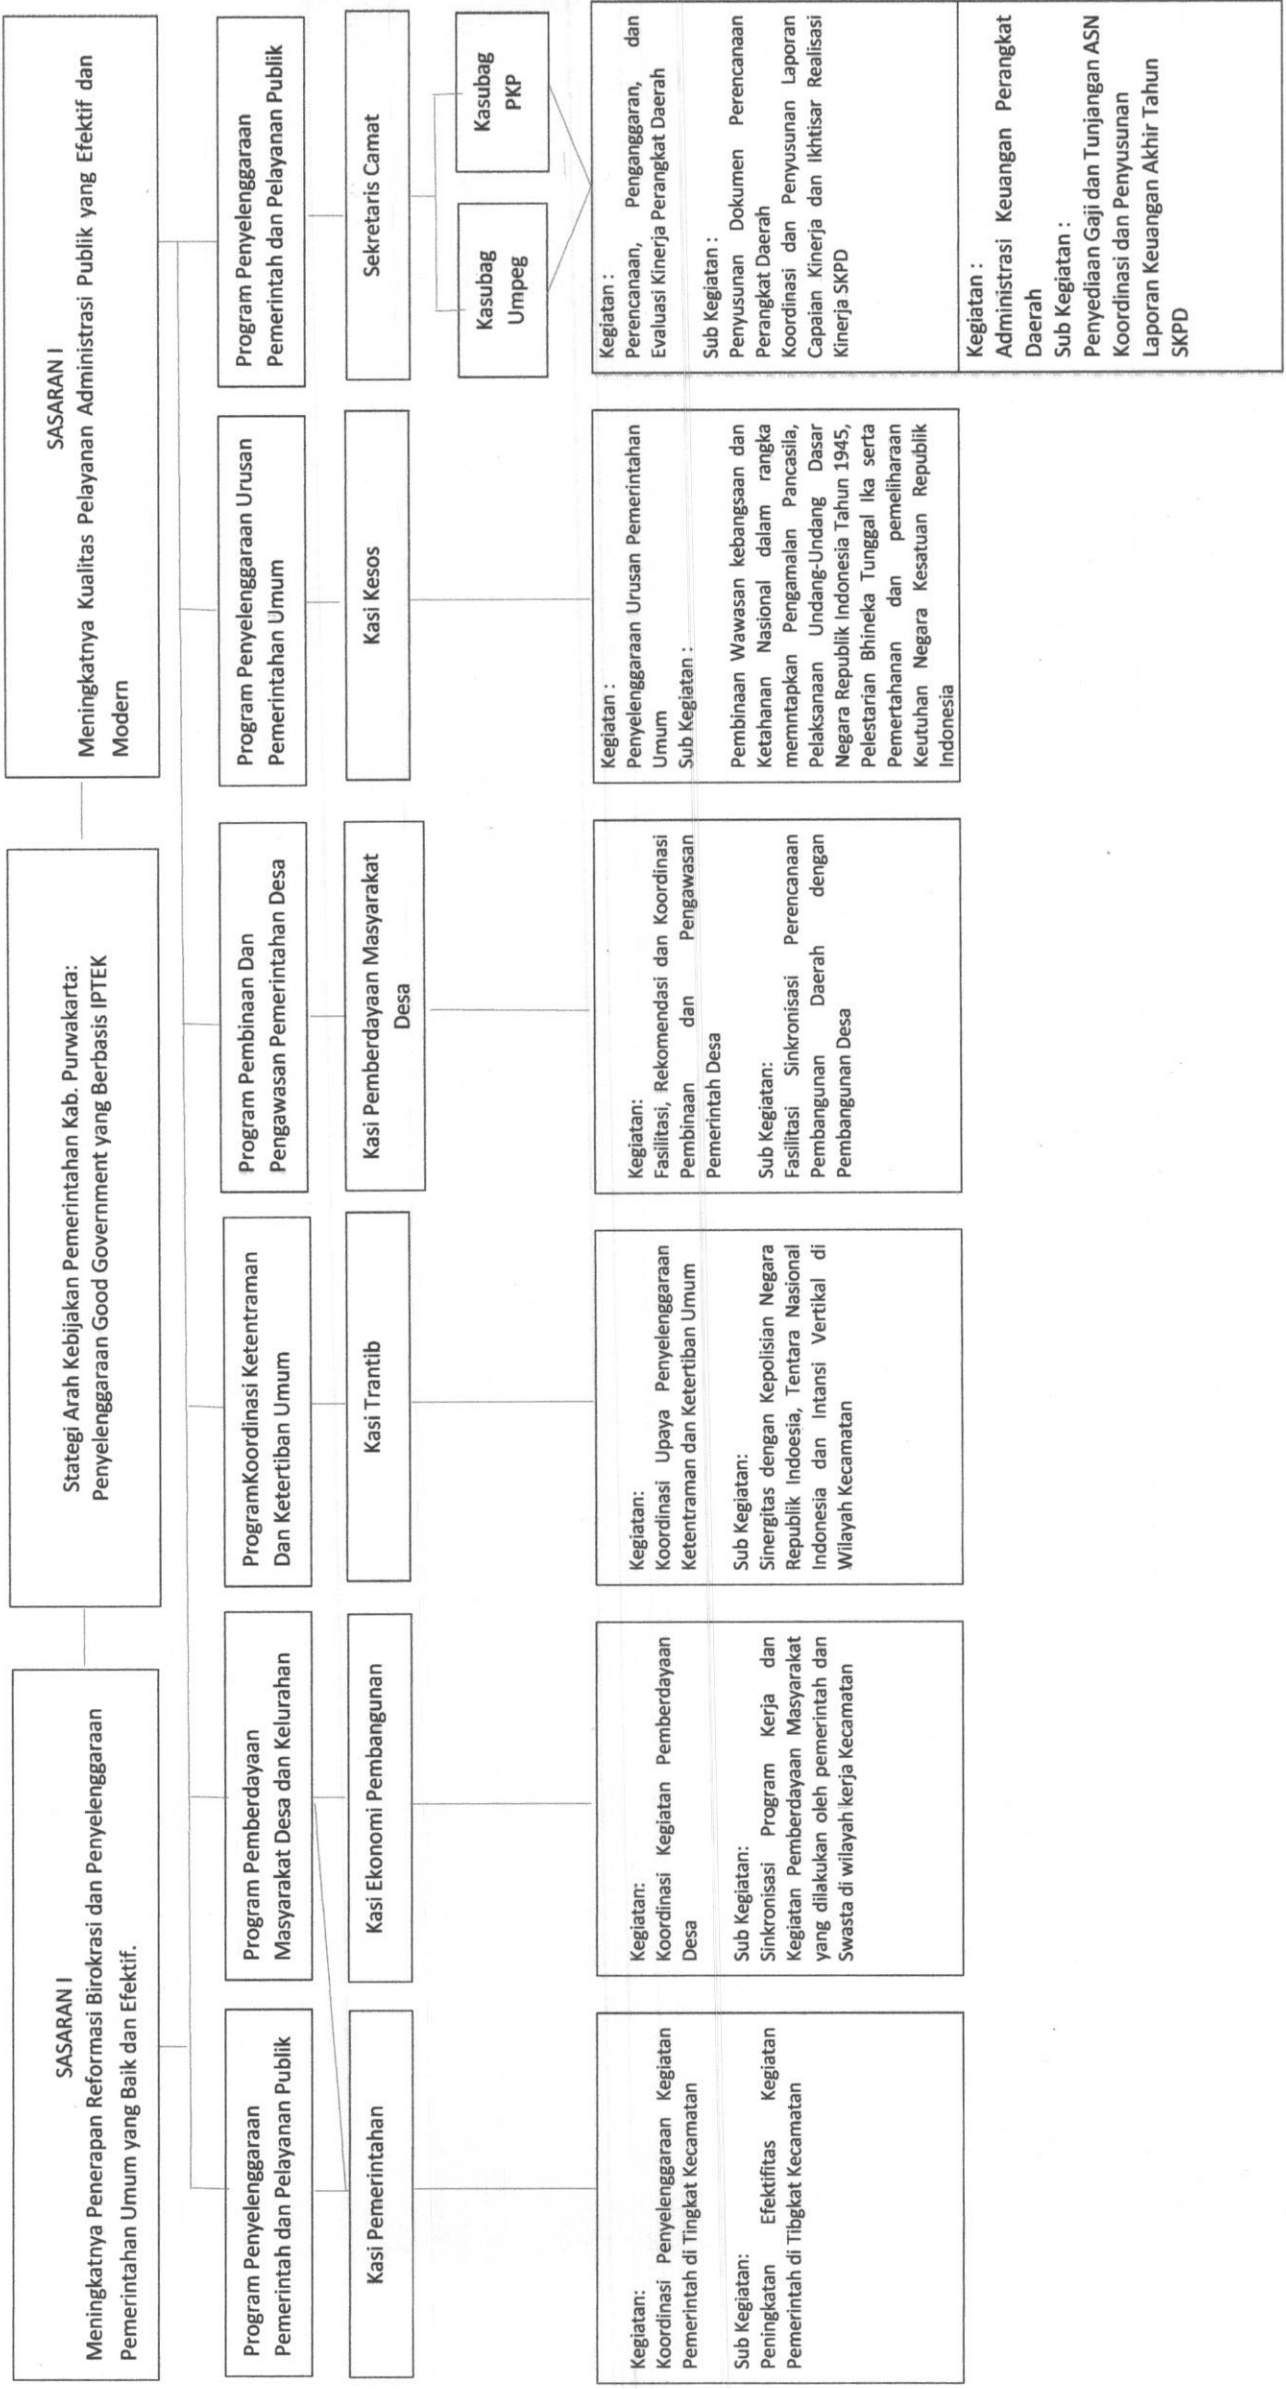 SASARAN I
Meningkatnya Penerapan Reformasi Birokrasi dan Penyelenggaraan
Pemerintahan Umum yang Baik dan Efektif.
Stategi Arah Kebijakan Pemerintahan Kab. Purwakarta:
Penyelenggaraan Good Government yang Berbasis IPTEK
SASARAN I
Meningkatnya Kualitas Pelayanan Administrasi Publik yang Efektif dan
Modern
Program Penyelenggaraan
Pemerintah dan Pelayanan Publik
Program Pemberdayaan
Masyarakat Desa dan Kelurahan
ProgramKoordinasi Ketentraman
Dan Ketertiban Umum
Program Pembinaan Dan
Pengawasan Pemerintahan Desa
Program Penyelenggaraan Urusan
Pemerintahan Umum
Program Penyelenggaraan
Pemerintah dan Pelayanan Publik
Kasi Pemerintahan
Kasi Ekonomi Pembangunan
Kasi Trantib
Kasi Pemberdayaan Masyarakat
Desa
Kasi Kesos
Sekretaris Camat
Kasubag
Umpeg
Kasubag
PKP
Kegiatan:
Koordinasi Penyelenggaraan Kegiatan
Pemerintah di Tingkat Kecamatan
Sub Kegiatan:
Peningkatan Efektifitas Kegiatan
Pemerintah di Tibgkat Kecamatan
Kegiatan:
Koordinasi Kegiatan Pemberdayaan
Desa
Sub Kegiatan:
Sinkronisasi Program Kerja dan
Kegiatan Pemberdayaan Masyarakat
yang dilakukan oleh pemerintah dan
Swasta di wilayah kerja Kecamatan
Kegiatan:
Koordinasi Upaya Penyelenggaraan
Ketentraman dan Ketertiban Umum
Sub Kegiatan:
Sinergitas dengan Kepolisian Negara
Republik Indoesia, Tentara Nasional
Indonesia dan Intansi Vertikal di
Wilayah Kecamatan
Kegiatan:
Fasilitasi, Rekomendasi dan Koordinasi
Pembinaan dan Pengawasan
Pemerintah Desa
Sub Kegiatan:
Fasilitasi Sinkronisasi Perencanaan
Pembangunan Daerah dengan
Pembangunan Desa
Kegiatan :
Penyelenggaraan Urusan Pemerintahan
Umum
Sub Kegiatan :
Pembinaan Wawasan kebangsaan dan
Ketahanan Nasional dalam rangka
memntapkan Pengamalan Pancasila,
Pelaksanaan Undang-Undang Dasar
Negara Republik Indonesia Tahun 1945,
Pelestarian Bhineka Tunggal Ika serta
Pemertahanan dan pemeliharaan
Keutuhan Negara Kesatuan Republik
Indonesia
Kegiatan :
Perencanaan, Penganggaran, dan
Evaluasi Kinerja Perangkat Daerah
Sub Kegiatan :
Penyusunan Dokumen Perencanaan
Perangkat Daerah
Koordinasi dan Penyusunan Laporan
Capaian Kinerja dan Ikhtisar Realisasi
Kinerja SKPD
Kegiatan :
Administrasi Keuangan Perangkat
Daerah
Sub Kegiatan :
Penyediaan Gaji dan Tunjangan ASN
Koordinasi dan Penyusunan
Laporan Keuangan Akhir Tahun
SKPD